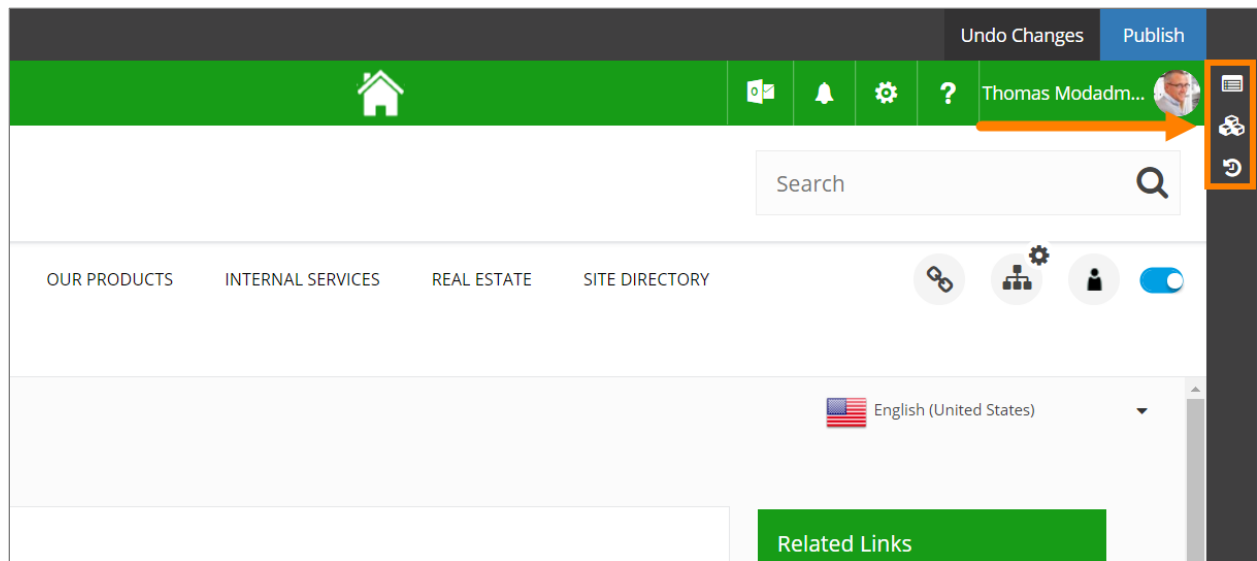 Undo Changes Publish
Thomas Modadm...
Search
OUR PRODUCTS INTERNAL SERVICES REAL ESTATE SITE DIRECTORY
English (United States)
Related Links